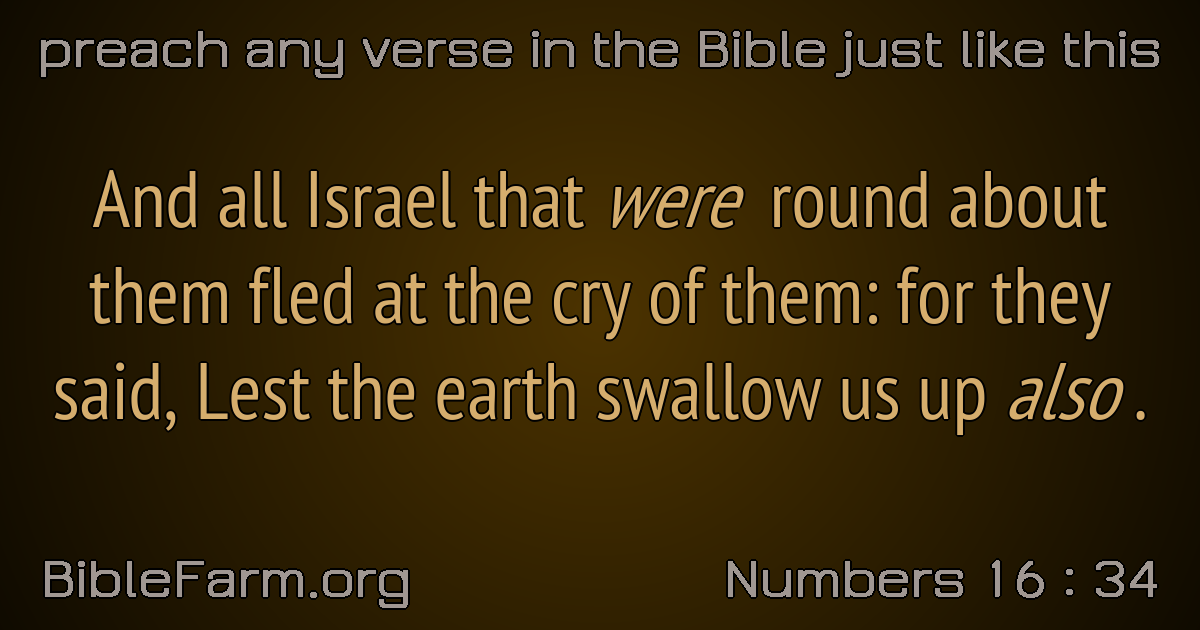 preach any verse in the Bible just like this
And all Israel that were round about
them fled at the cry of them: for they
said, Lest the earth swallow us up also .
BibleFarm.org
Numbers 16 : 34